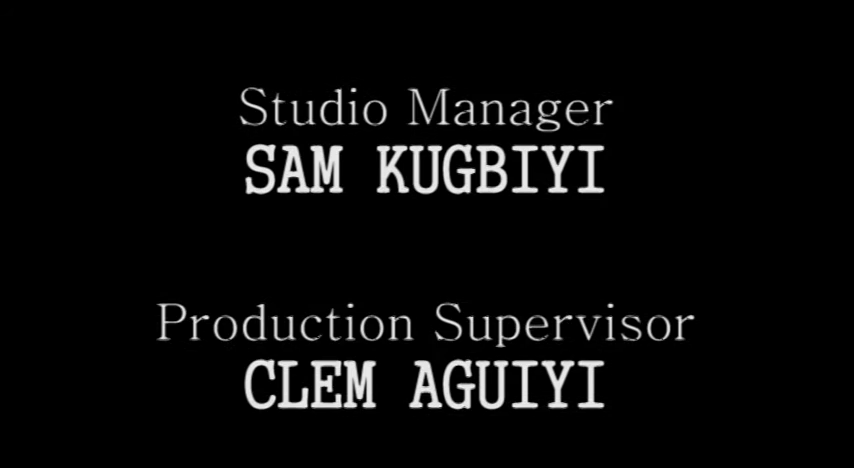 Studio Manager
SAM KUGBIYI
Production Supervisor
CLEM AGUIYI